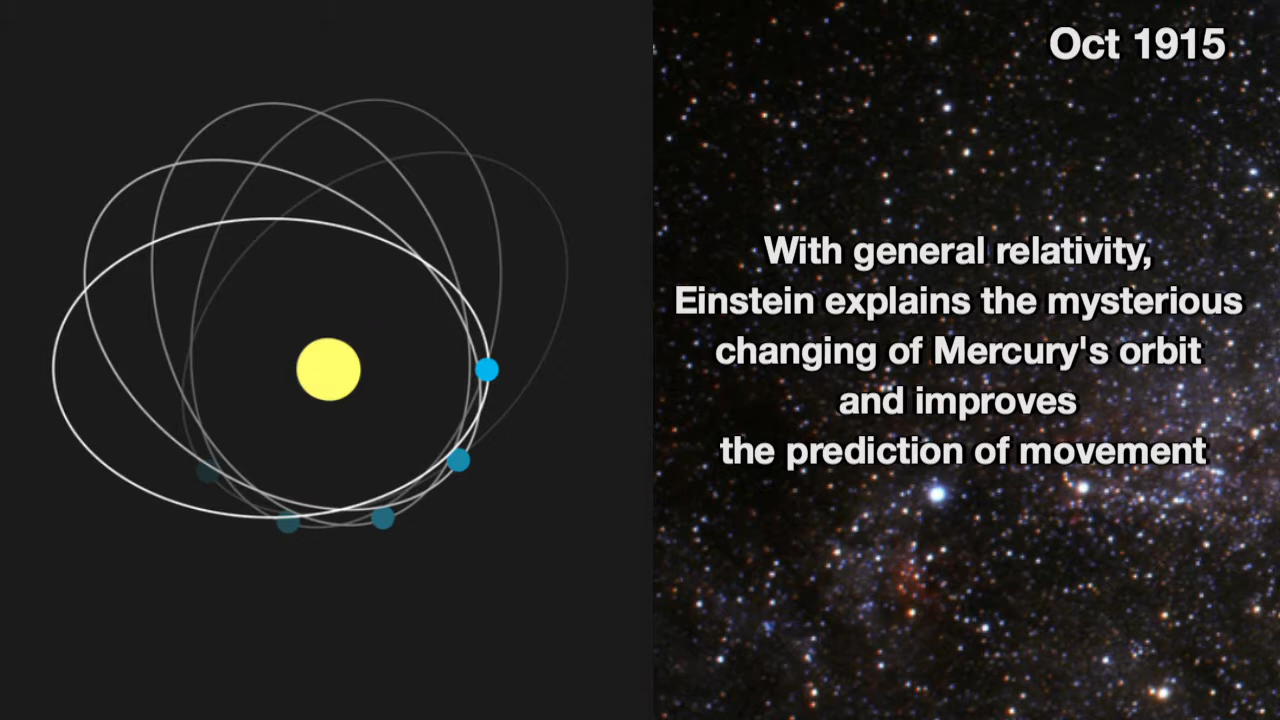 Oct 1915
With general relativity,
Einstein explains the mysterious
changing of Mercury's orbit
and improves
the prediction of movement